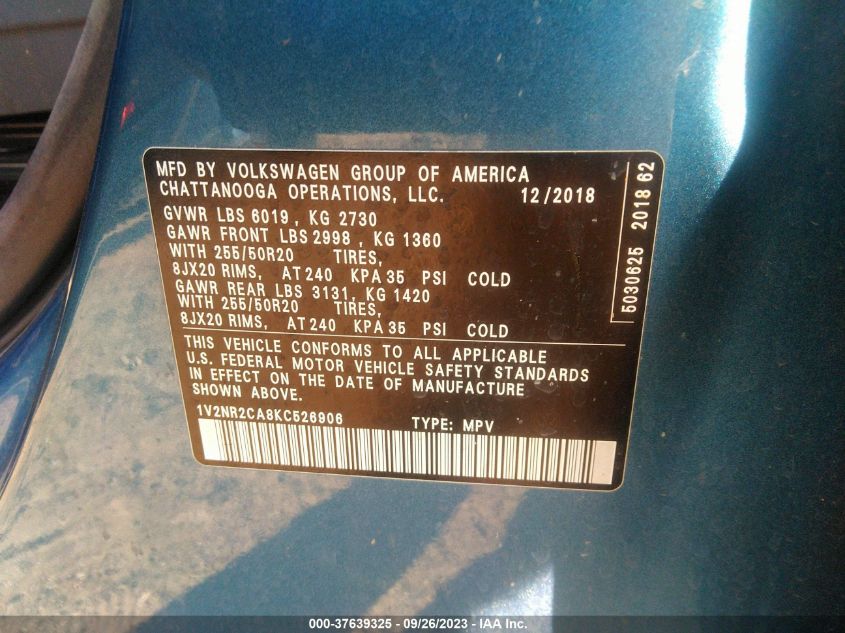 MFD BY VOLKSWAGEN GROUP OF AMERICA
CHATTANOOGA OPERATIONS, LLC. 12/2018
GVWR LBS 6019, KG 2730
GAWR FRONT LBS 2998, KG 1360
WITH 255/50R20 TIRES,
8JX20 RIMS, AT 240 KPA 35 PSI COLD
GAWR REAR LBS 3131, KG 1420
WITH 255/50R20 TIRES,
8JX20 RIMS, AT 240 KPA 35 PSI COLD
THIS VEHICLE CONFORMS TO ALL APPLICABLE
U.S. FEDERAL MOTOR VEHICLE SAFETY STANDARDS
IN EFFECT ON THE DATE OF MANUFACTURE
SHOWN ABOVE.
1V2NR2CA8KC526906 TYPE: MPV
5030625 2018 62
000-37639325 - 09/26/2023 - IAA Inc.